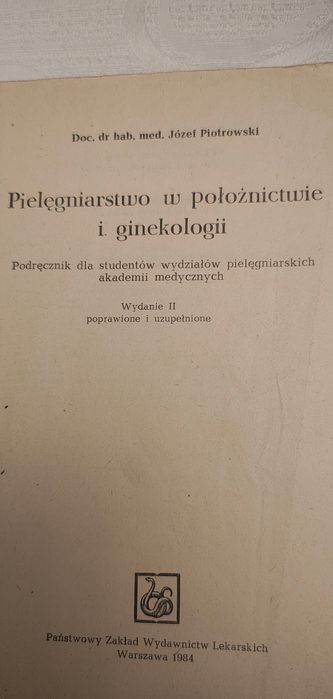 Doc. dr hab. med. Józef Piotrowski
Pielęgniarstwo w położnictwie
i ginekologii
Podręcznik dla studentów wydziałów pielęgniarskich
akademii medycznych
Wydanie II
poprawione i uzupełnione
Państwowy Zakład Wydawnictw Lekarskich
Warszawa 1984